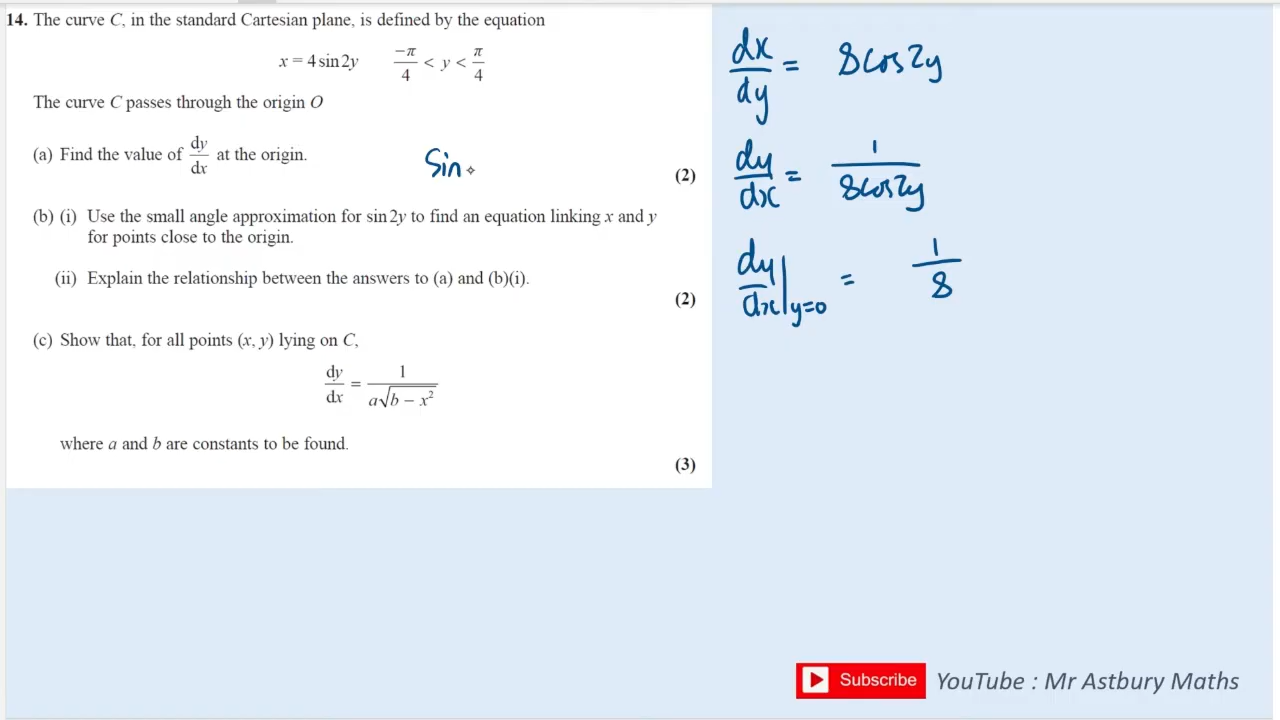 14. The curve C, in the standard Cartesian plane, is defined by the equation
x = 4 sin 2y  -π/4 < y < π/4
The curve C passes through the origin O
(a) Find the value of dy/dx at the origin.
(2)
(b) (i) Use the small angle approximation for sin 2y to find an equation linking x and y
for points close to the origin.
(ii) Explain the relationship between the answers to (a) and (b)(i).
(2)
(c) Show that, for all points (x, y) lying on C,
dy/dx = 1/(a√(b − x²))
where a and b are constants to be found.
(3)
sin
dx/dy = 8cos2y
dy/dx = 1/(8cos2y)
dy/dx|y=0 = 1/8
Subscribe
YouTube : Mr Astbury Maths